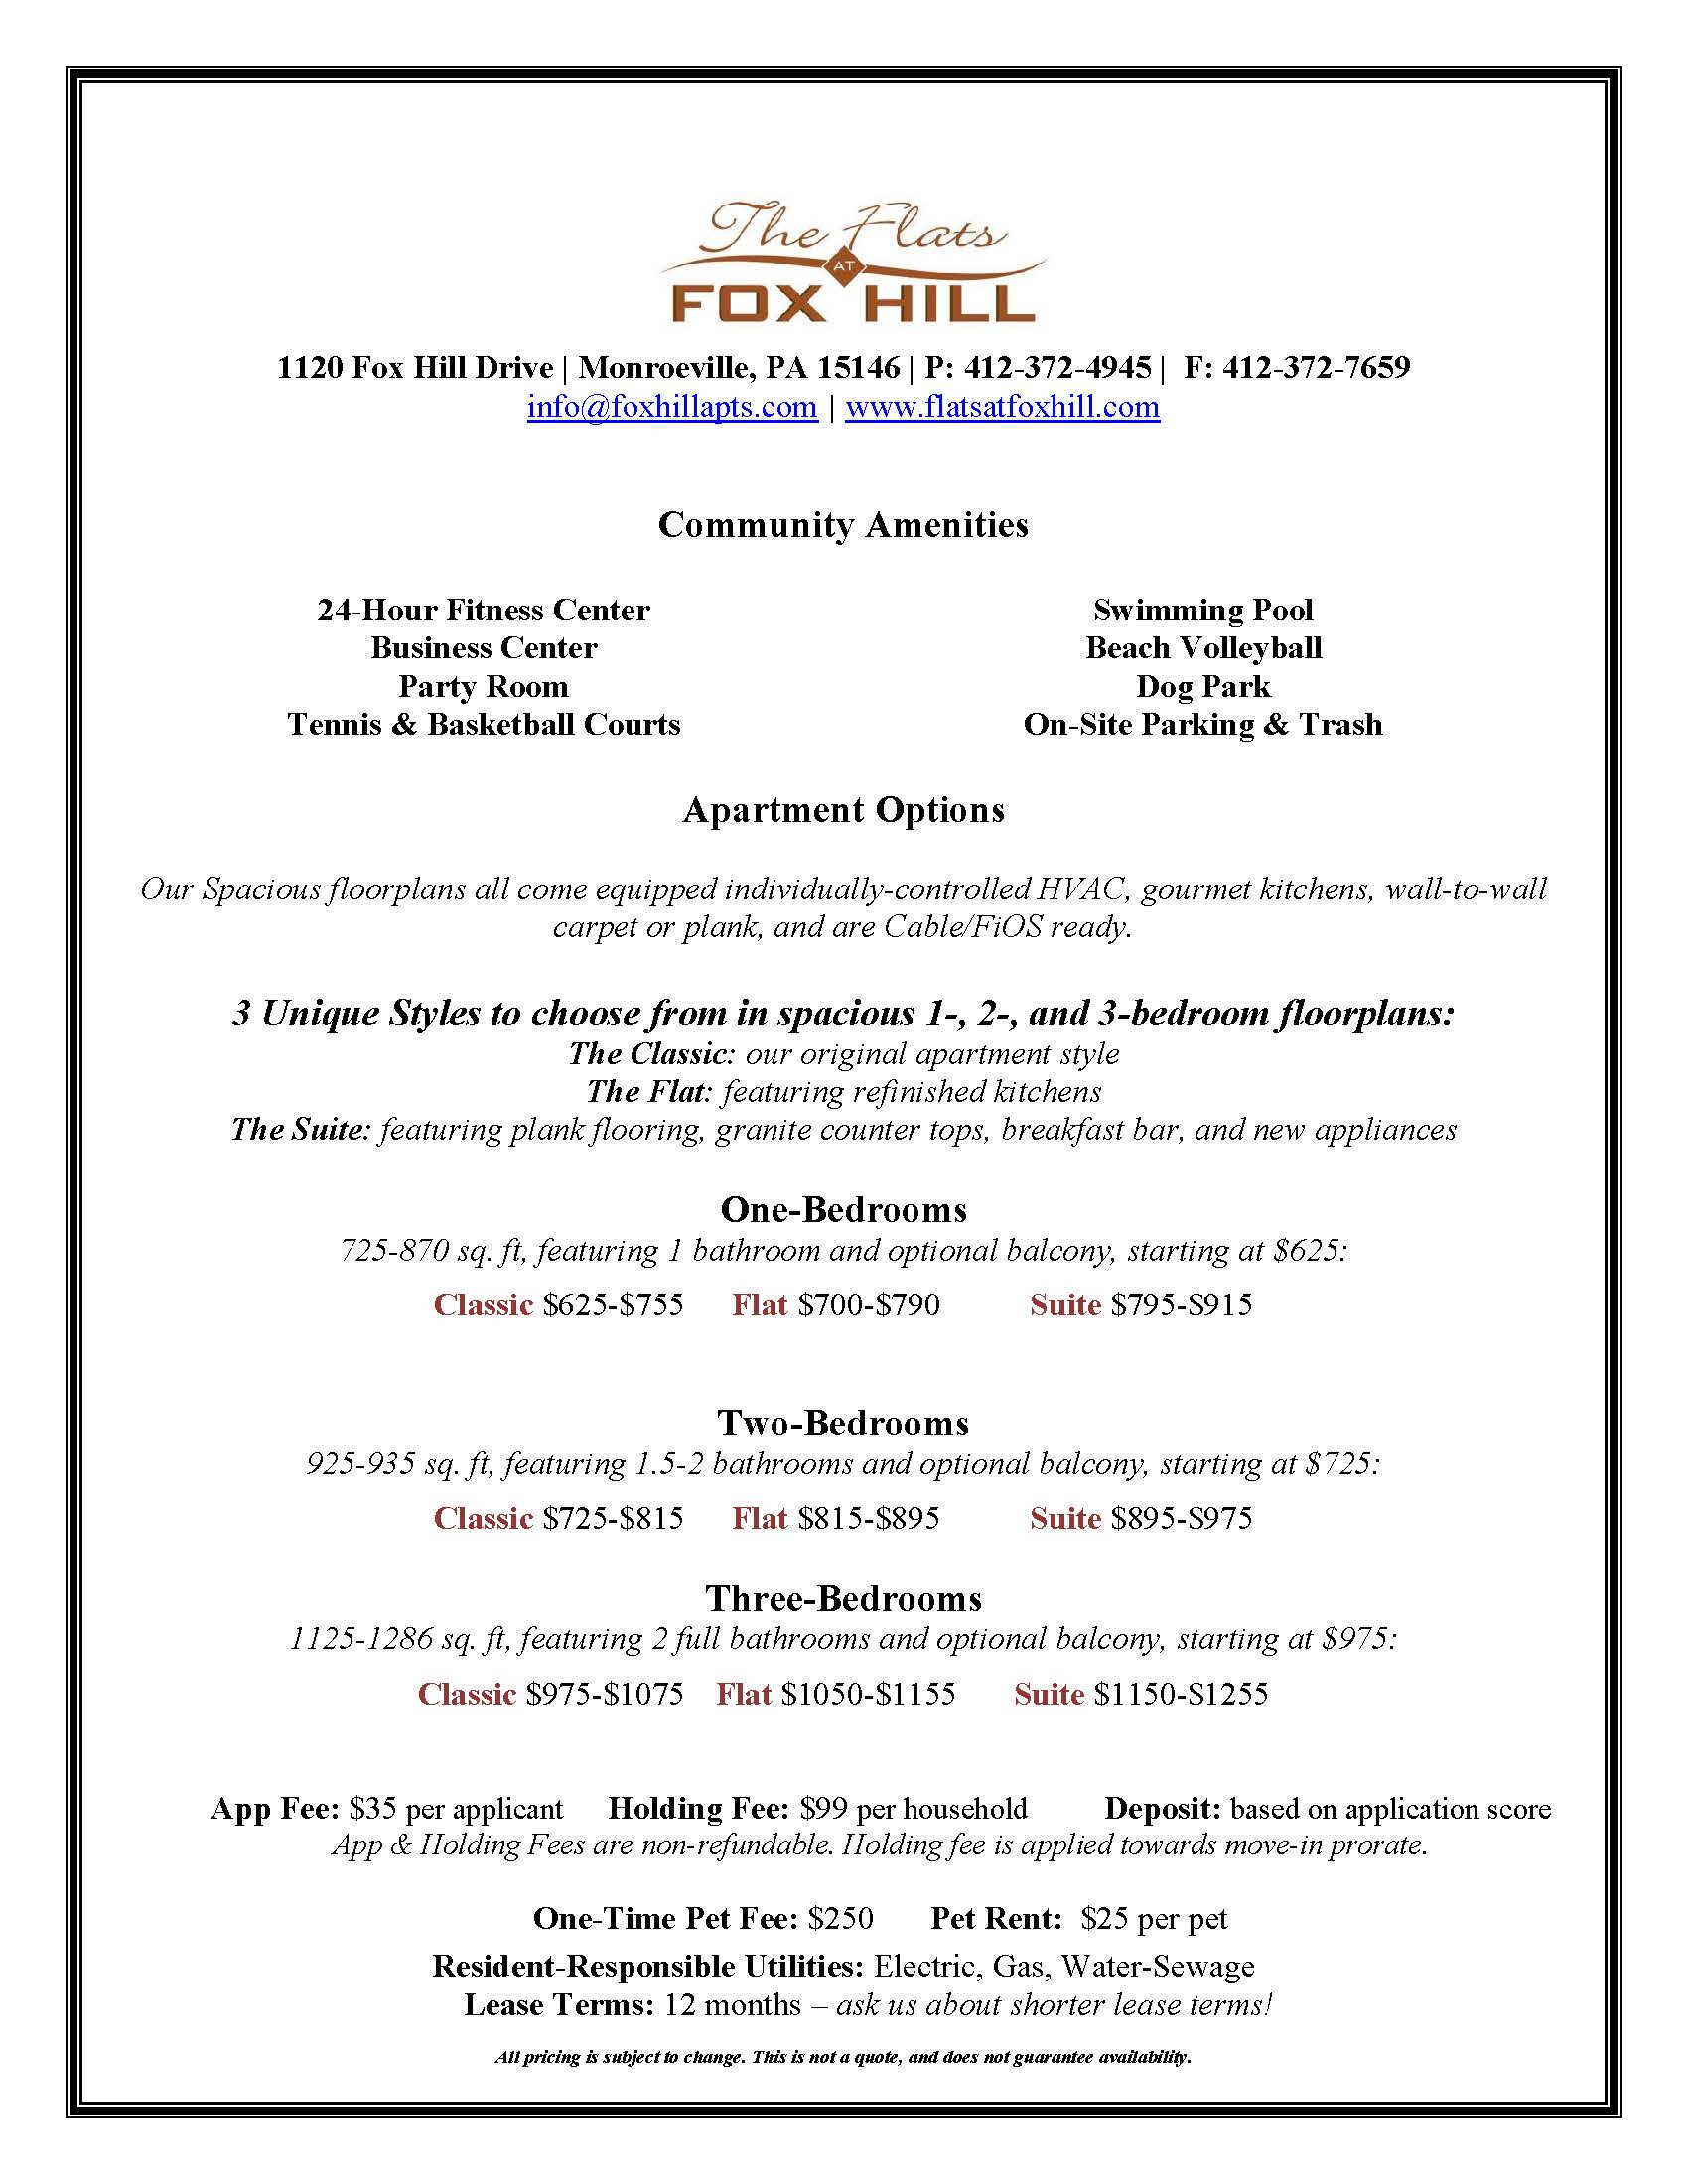 The Flats
AT
FOX HILL
1120 Fox Hill Drive | Monroeville, PA 15146 | P: 412-372-4945 | F: 412-372-7659
info@foxhillapts.com | www.flatsatfoxhill.com
Community Amenities
24-Hour Fitness Center
Business Center
Party Room
Tennis & Basketball Courts
Swimming Pool
Beach Volleyball
Dog Park
On-Site Parking & Trash
Apartment Options
Our Spacious floorplans all come equipped individually-controlled HVAC, gourmet kitchens, wall-to-wall
carpet or plank, and are Cable/FiOS ready.
3 Unique Styles to choose from in spacious 1-, 2-, and 3-bedroom floorplans:
The Classic: our original apartment style
The Flat: featuring refinished kitchens
The Suite: featuring plank flooring, granite counter tops, breakfast bar, and new appliances
One-Bedrooms
725-870 sq. ft, featuring 1 bathroom and optional balcony, starting at $625:
Classic $625-$755 Flat $700-$790 Suite $795-$915
Two-Bedrooms
925-935 sq. ft, featuring 1.5-2 bathrooms and optional balcony, starting at $725:
Classic $725-$815 Flat $815-$895 Suite $895-$975
Three-Bedrooms
1125-1286 sq. ft, featuring 2 full bathrooms and optional balcony, starting at $975:
Classic $975-$1075 Flat $1050-$1155 Suite $1150-$1255
App Fee: $35 per applicant Holding Fee: $99 per household Deposit: based on application score
App & Holding Fees are non-refundable. Holding fee is applied towards move-in prorate.
One-Time Pet Fee: $250 Pet Rent: $25 per pet
Resident-Responsible Utilities: Electric, Gas, Water-Sewage
Lease Terms: 12 months – ask us about shorter lease terms!
All pricing is subject to change. This is not a quote, and does not guarantee availability.